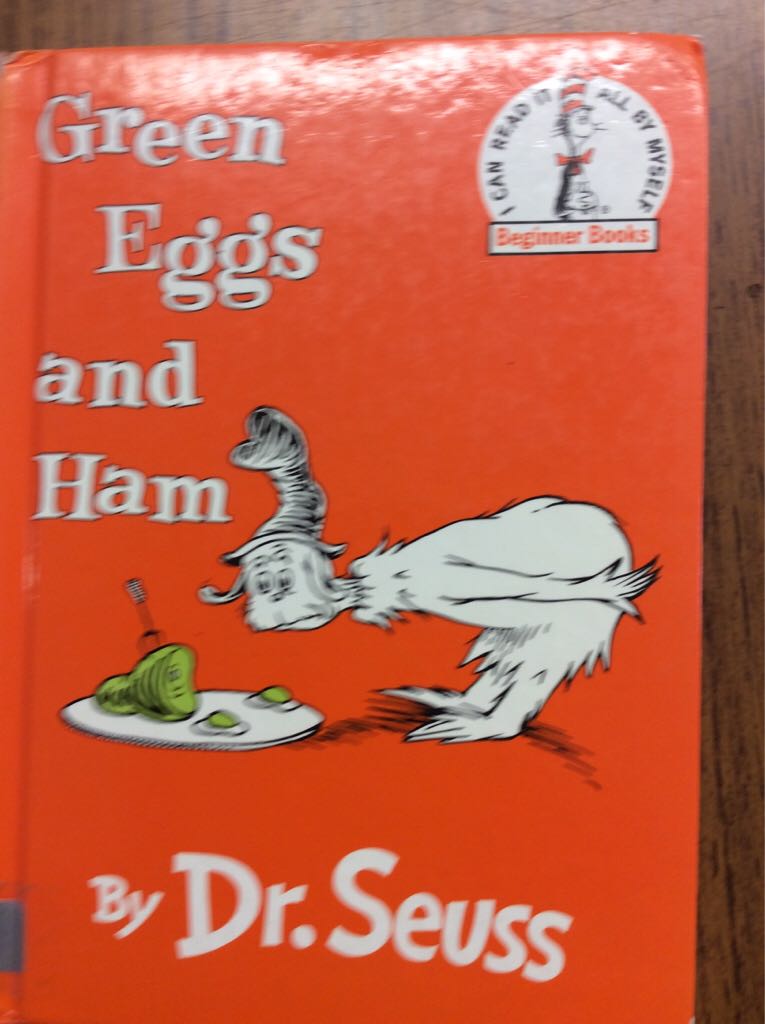 Green
Eggs
and
Ham
I CAN READ IT ALL BY MYSELF
Beginner Books
By Dr. Seuss